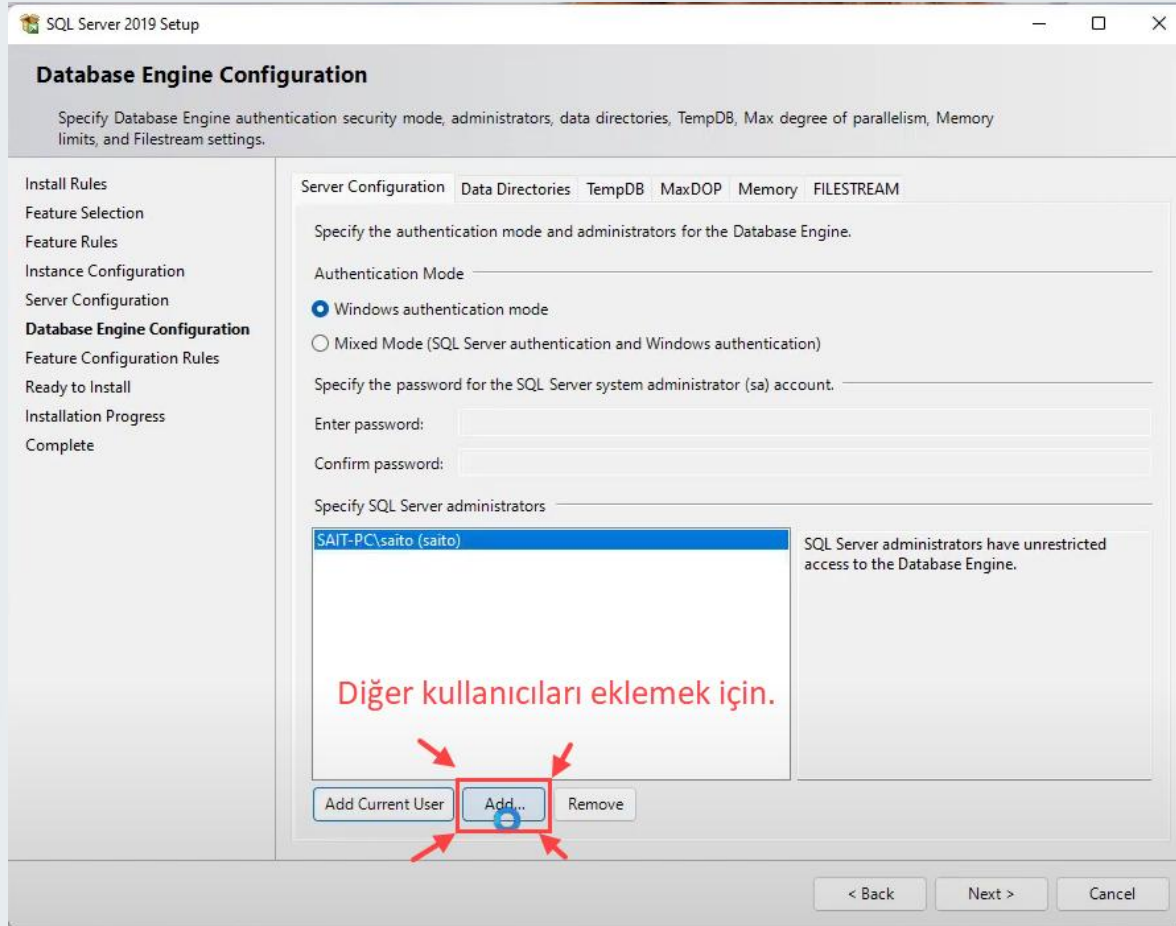 SQL Server 2019 Setup
Database Engine Configuration
Specify Database Engine authentication security mode, administrators, data directories, TempDB, Max degree of parallelism, Memory
limits, and Filestream settings.
Install Rules
Feature Selection
Feature Rules
Instance Configuration
Server Configuration
Database Engine Configuration
Feature Configuration Rules
Ready to Install
Installation Progress
Complete
Server Configuration Data Directories TempDB MaxDOP Memory FILESTREAM
Specify the authentication mode and administrators for the Database Engine.
Authentication Mode
Windows authentication mode
Mixed Mode (SQL Server authentication and Windows authentication)
Specify the password for the SQL Server system administrator (sa) account.
Enter password:
Confirm password:
Specify SQL Server administrators
SAIT-PC\saito (saito)
SQL Server administrators have unrestricted
access to the Database Engine.
Diğer kullanıcıları eklemek için.
Add Current User Add... Remove
< Back Next > Cancel